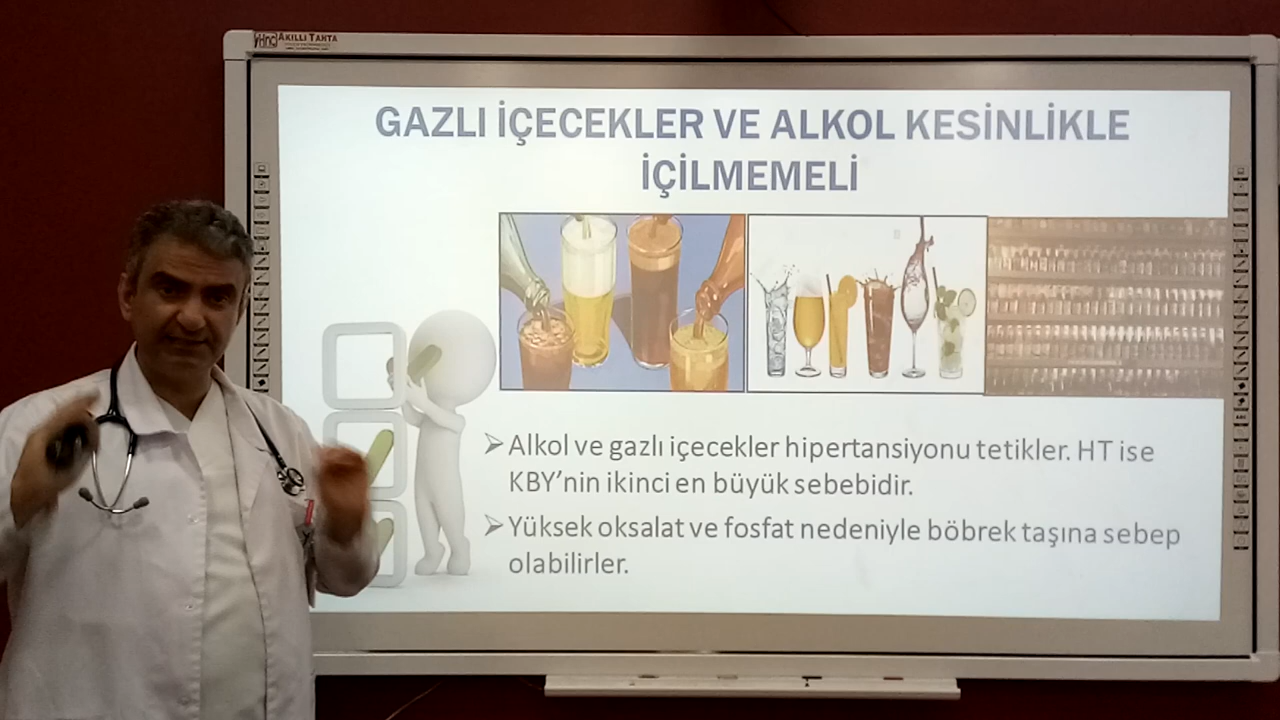 AKILLI TAHTA
GAZLI İÇECEKLER VE ALKOL KESİNLİKLE
İÇİLMEMELİ
➢ Alkol ve gazlı içecekler hipertansiyonu tetikler. HT ise
KBY’nin ikinci en büyük sebebidir.
➢ Yüksek oksalat ve fosfat nedeniyle böbrek taşına sebep
olabilirler.